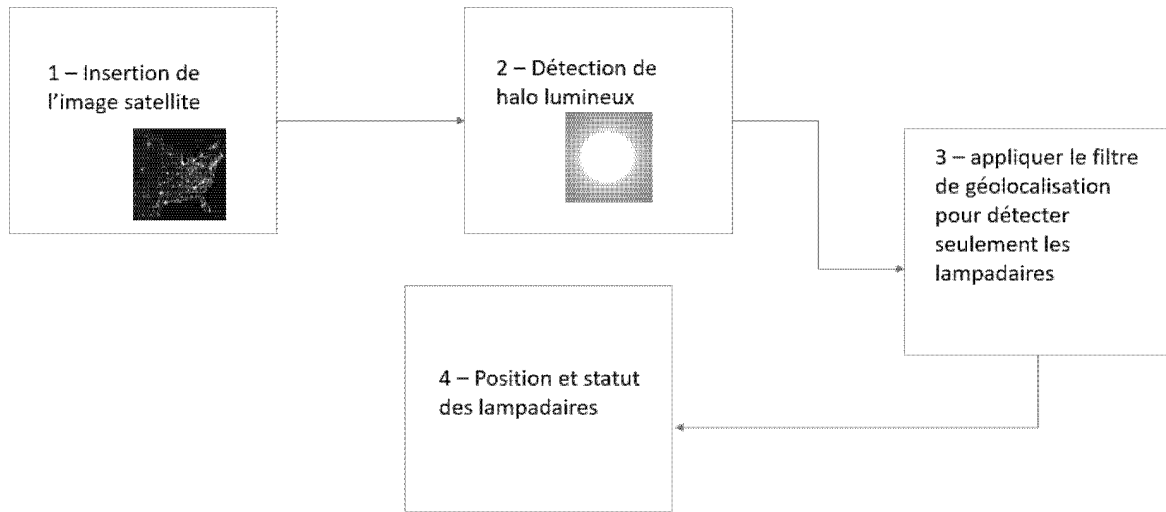 1 – Insertion de
l'image satellite
2 – Détection de
halo lumineux
3 – appliquer le filtre
de géolocalisation
pour détecter
seulement les
lampadaires
4 – Position et statut
des lampadaires